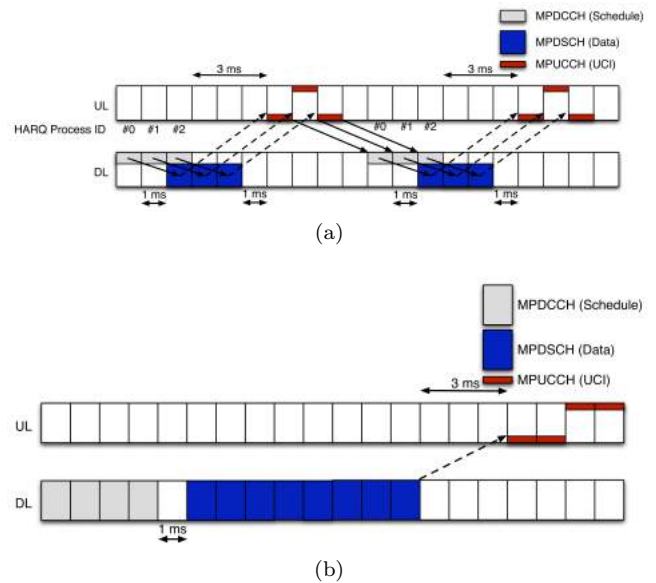 MPDCCH (Schedule)
MPDSCH (Data)
MPUCCH (UCI)
3 ms
3 ms
UL
HARQ Process ID #0 #1 #2 #0 #1 #2
DL
1 ms 1 ms 1 ms 1 ms
(a)
MPDCCH (Schedule)
MPDSCH (Data)
MPUCCH (UCI)
3 ms
UL
DL
1 ms
(b)